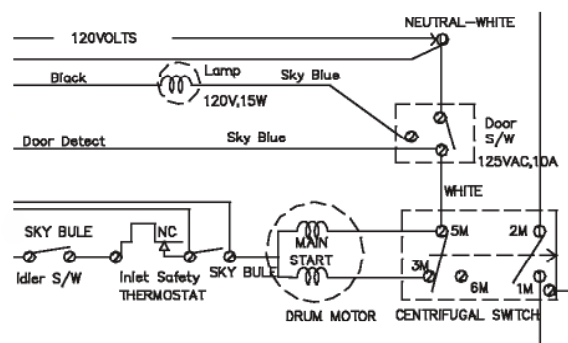 NEUTRAL-WHITE
120VOLTS
Lamp
Black
Sky Blue
120V,15W
Door
S/W
125VAC,10A
Door Detect
Sky Blue
WHITE
SKY BULE
NC
MAIN
5M
2M
START
SKY BULE
3M
6M
1M
Idler S/W
Inlet Safety
THERMOSTAT
DRUM MOTOR
CENTRIFUGAL SWITCH